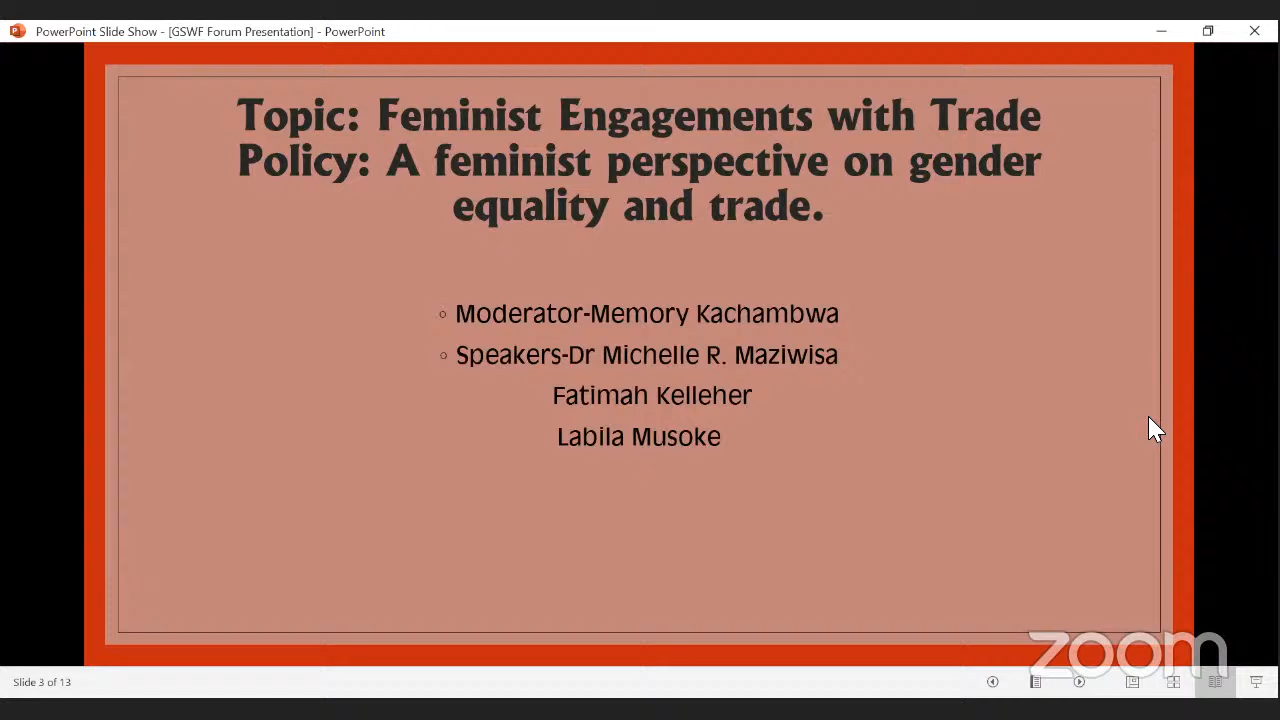 PowerPoint Slide Show - [GSWF Forum Presentation] - PowerPoint
Topic: Feminist Engagements with Trade
Policy: A feminist perspective on gender
equality and trade.
Moderator-Memory Kachambwa
Speakers-Dr Michelle R. Maziwisa
Fatimah Kelleher
Labila Musoke
zoom
Slide 3 of 13